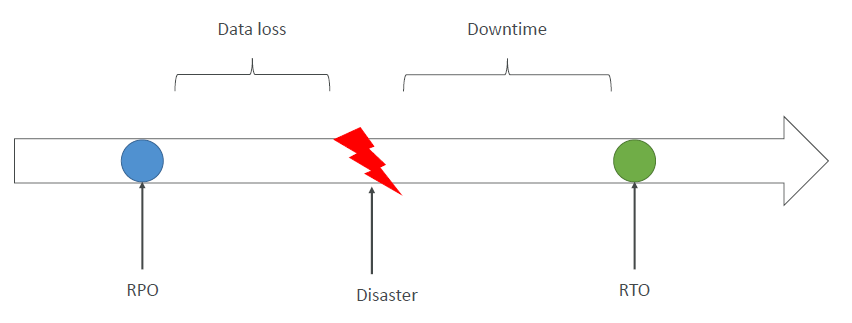 Data loss
Downtime
RPO
Disaster
RTO